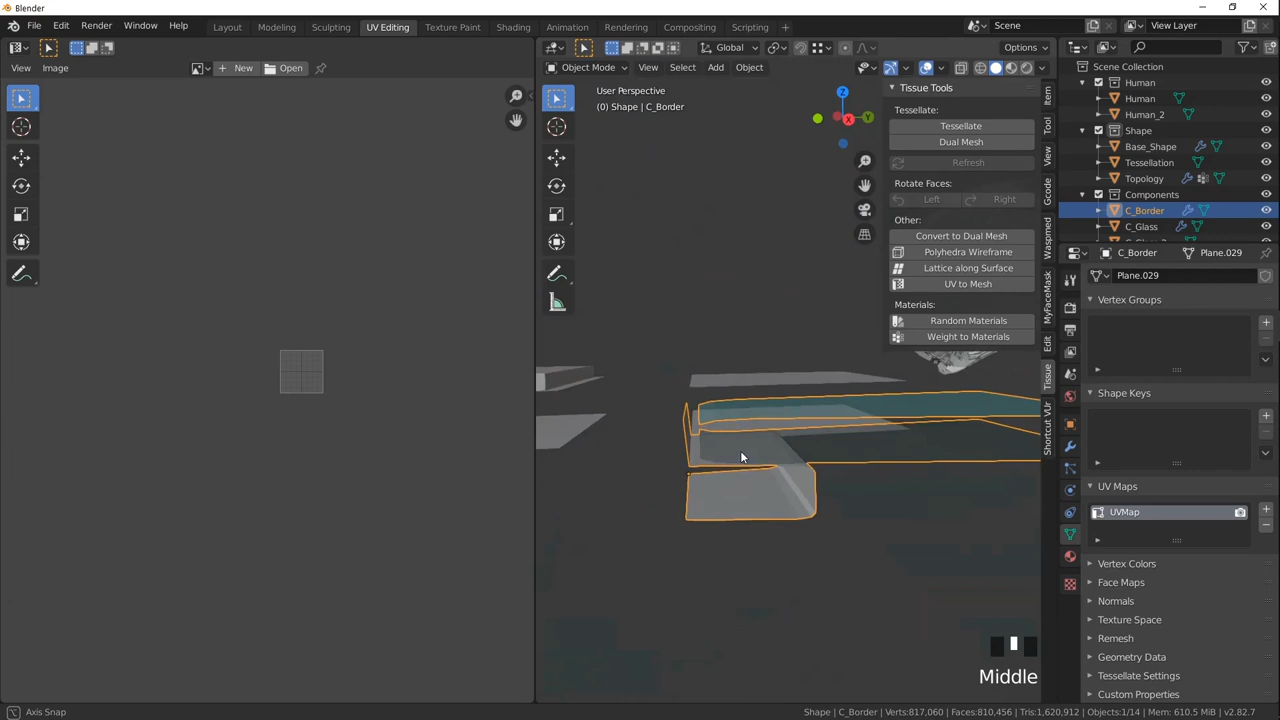 Blender
File Edit Render Window Help Layout Modeling Sculpting UV Editing Texture Paint Shading Animation Rendering Compositing Scripting + Scene View Layer
New Open Global Options
View Image Object Mode View Select Add Object
User Perspective
(0) Shape | C_Border
Z
X
Y
Tissue Tools
Tessellate:
Tessellate
Dual Mesh
Refresh
Rotate Faces:
Left Right
Other:
Convert to Dual Mesh
Polyhedra Wireframe
Lattice along Surface
UV to Mesh
Materials:
Random Materials
Weight to Materials
Item
Tool
View
Gcode
Waspmed
MyFaceMask
Edit
Tissue
Shortcut VUr
Scene Collection
Human
Human
Human_2
Shape
Base_Shape
Tessellation
Topology
Components
C_Border
C_Glass
C_Border Plane.029
Plane.029
Vertex Groups
Shape Keys
UV Maps
UVMap
Vertex Colors
Face Maps
Normals
Texture Space
Remesh
Geometry Data
Tessellate Settings
Custom Properties
Middle
Axis Snap
Shape | C_Border | Verts:817,060 | Faces:810,456 | Tris:1,620,912 | Objects:1/14 | Mem: 610.5 MiB | v2.82.7